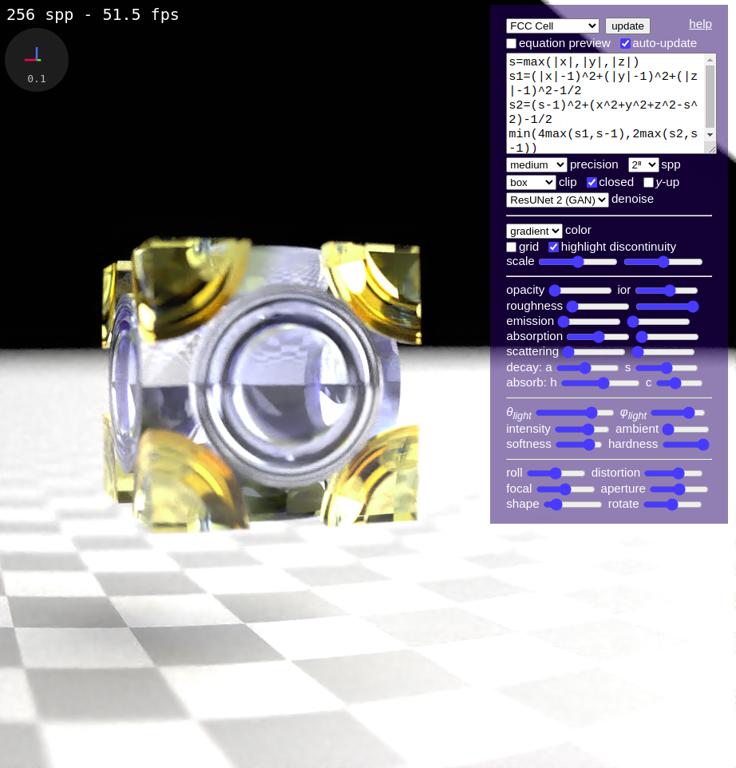 256 spp - 51.5 fps
0.1
FCC Cell update help
equation preview auto-update
s=max(|x|,|y|,|z|)
s1=(|x|-1)^2+(|y|-1)^2+(|z
|-1)^2-1/2
s2=(s-1)^2+(x^2+y^2+z^2-s^
2)-1/2
min(4max(s1,s-1),2max(s2,s
-1))
medium precision spp
box clip closed y-up
ResUNet 2 (GAN) denoise
gradient color
grid highlight discontinuity
scale
opacity ior
roughness
emission
absorption
scattering
decay: a s
absorb: h c
θlight φlight
intensity ambient
softness hardness
roll distortion
focal aperture
shape rotate